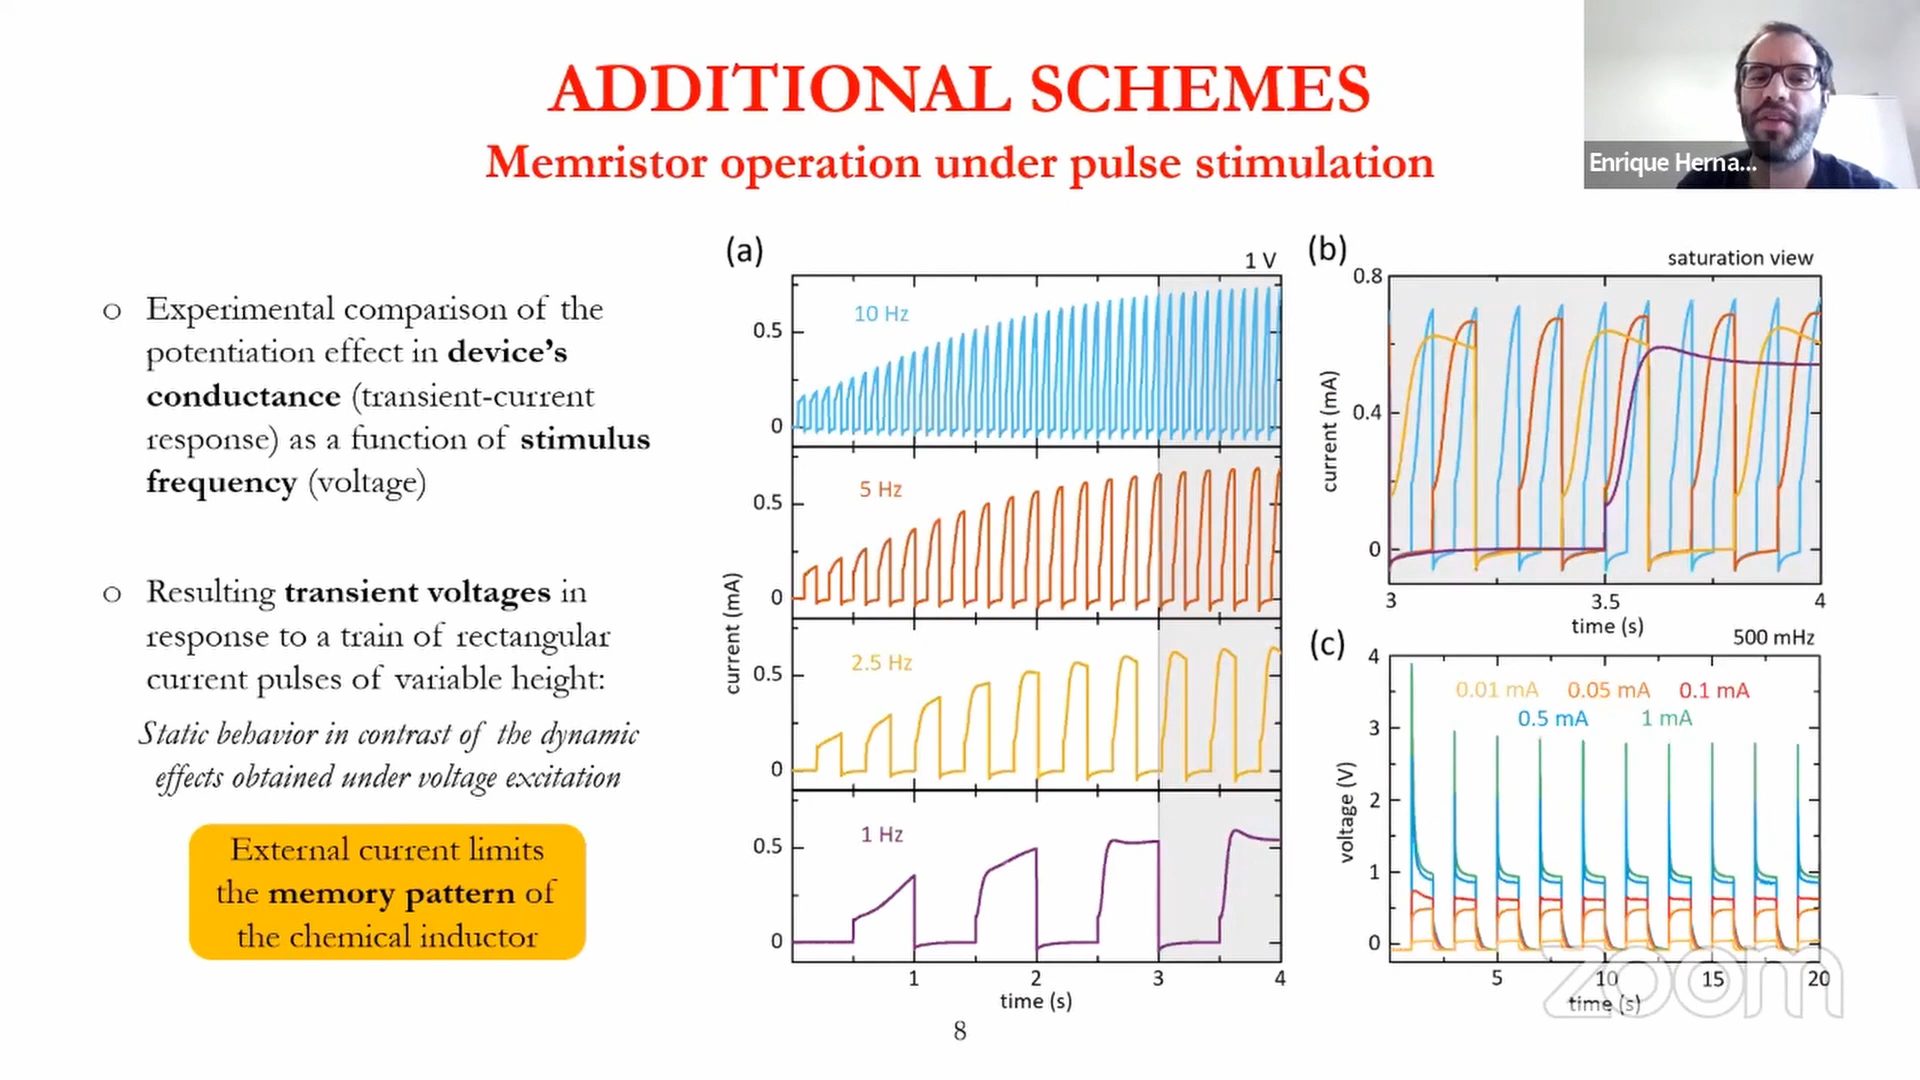 ADDITIONAL SCHEMES
Memristor operation under pulse stimulation
Enrique Herna...
o Experimental comparison of the
potentiation effect in device's
conductance (transient-current
response) as a function of stimulus
frequency (voltage)
o Resulting transient voltages in
response to a train of rectangular
current pulses of variable height:
Static behavior in contrast of the dynamic
effects obtained under voltage excitation
External current limits
the memory pattern of
the chemical inductor
(a)
1 V
10 Hz
0.5
0
5 Hz
0.5
0
2.5 Hz
0.5
0
1 Hz
0.5
0
current (mA)
1 2 3 4
time (s)
(b)
saturation view
0.8
0.4
0
current (mA)
3 3.5 4
time (s)
(c)
500 mHz
0.01 mA 0.05 mA 0.1 mA
0.5 mA 1 mA
4
3
2
1
0
voltage (V)
5 10 15 20
time (s)
zoom
8